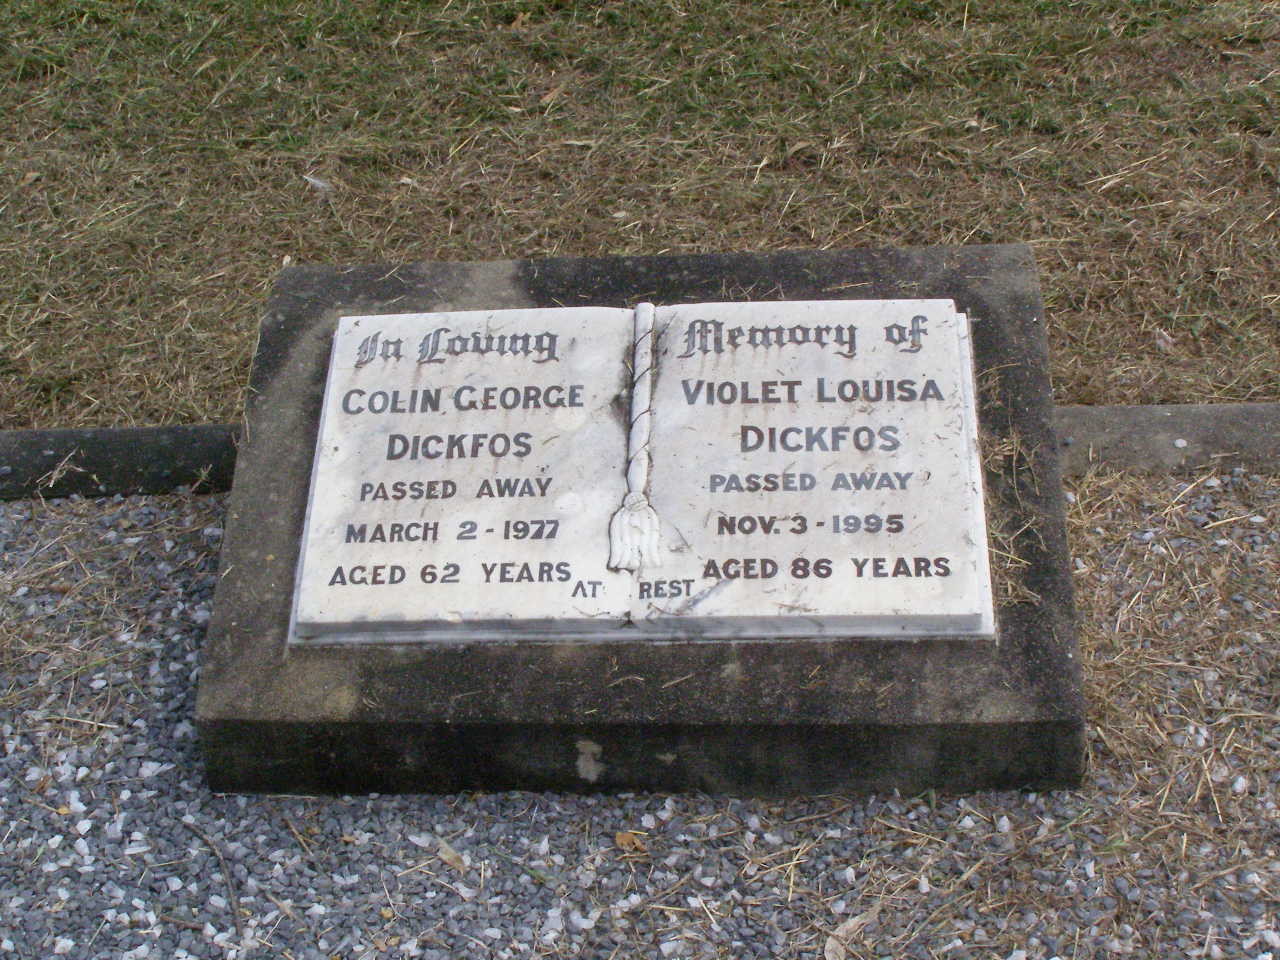 In Loving
COLIN GEORGE
DICKFOS
PASSED AWAY
MARCH 2-1977
AGED 62 YEARS
Memory of
VIOLET LOUISA
DICKFOS
PASSED AWAY
NOV. 3-1995
AGED 86 YEARS
AT REST